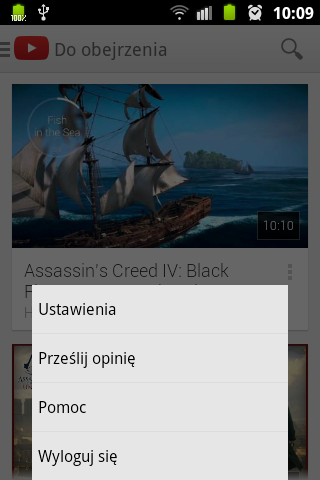 100%
10:09
Do obejrzenia
Fish
in the Sea
10:10
Assassin's Creed IV: Black
Ustawienia
Prześlij opinię
Pomoc
Wyloguj się